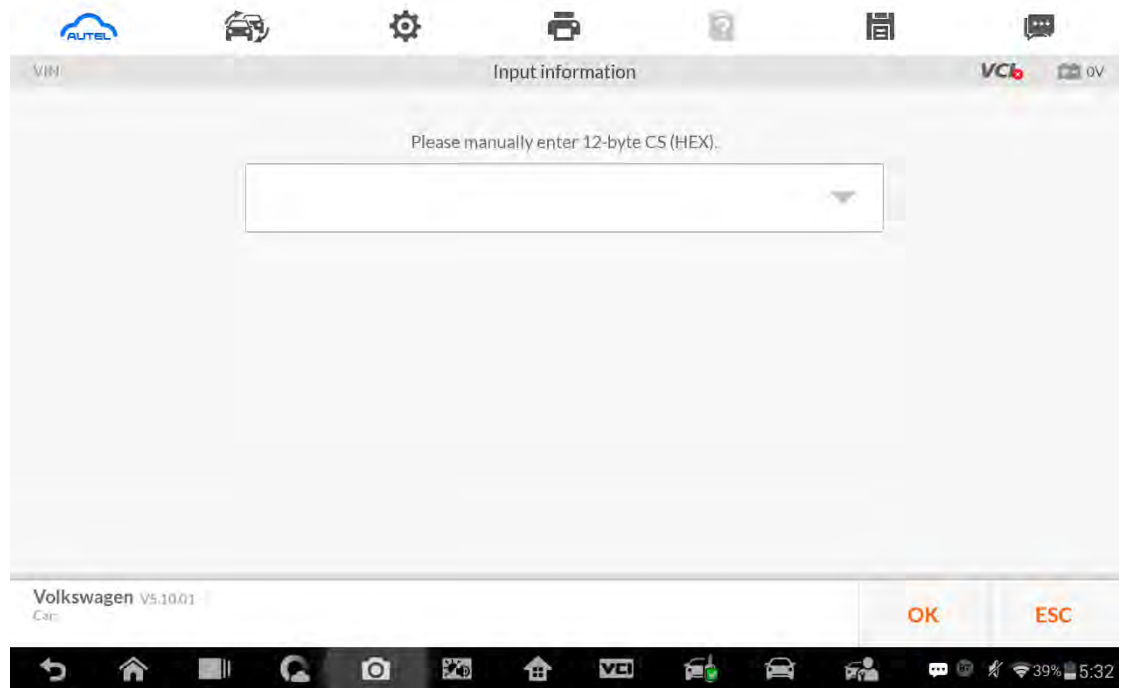 AUTEL
VIN
Input information
VCI
0V
Please manually enter 12-byte CS (HEX).
Volkswagen V5.10.01
Car:
OK
ESC
VCI
39%
5:32